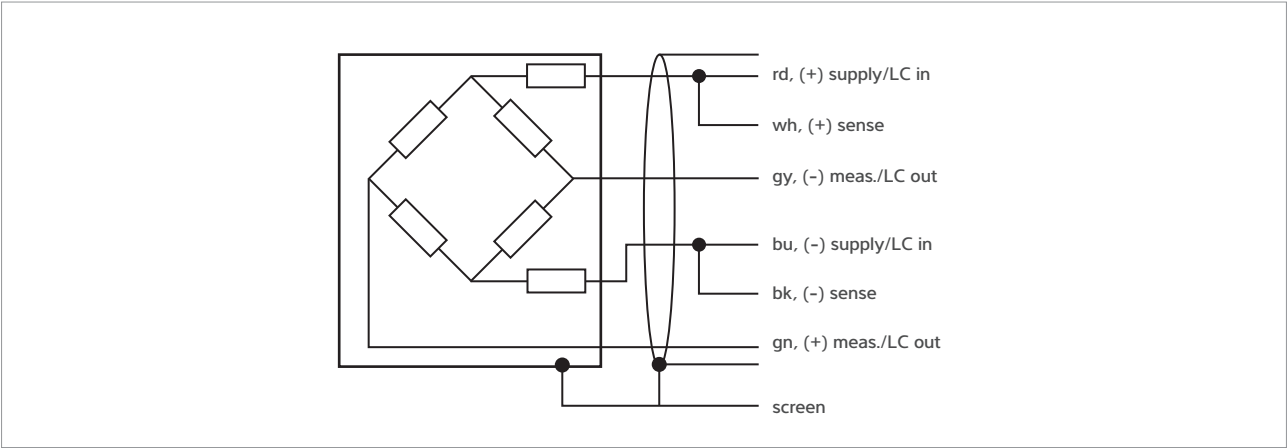 rd, (+) supply/LC in
wh, (+) sense
gy, (-) meas./LC out
bu, (-) supply/LC in
bk, (-) sense
gn, (+) meas./LC out
screen